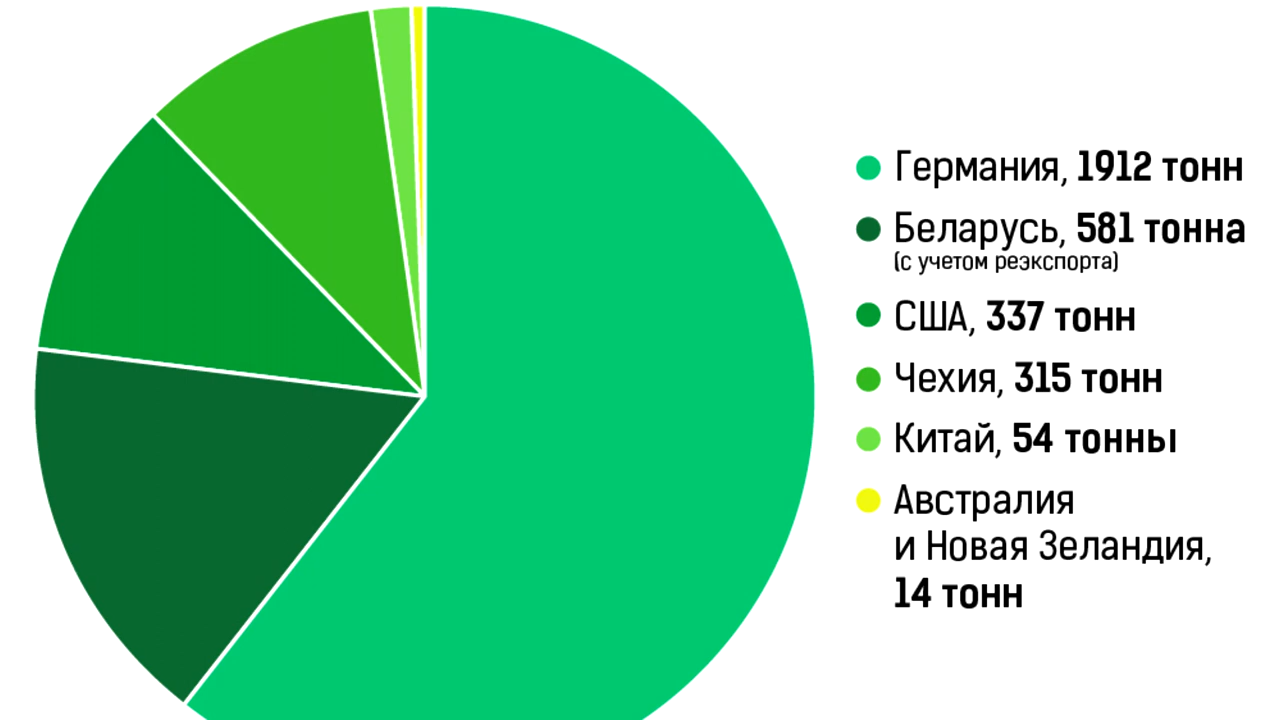 Германия, 1912 тонн
Беларусь, 581 тонна
(с учетом реэкспорта)
США, 337 тонн
Чехия, 315 тонн
Китай, 54 тонны
Австралия
и Новая Зеландия,
14 тонн